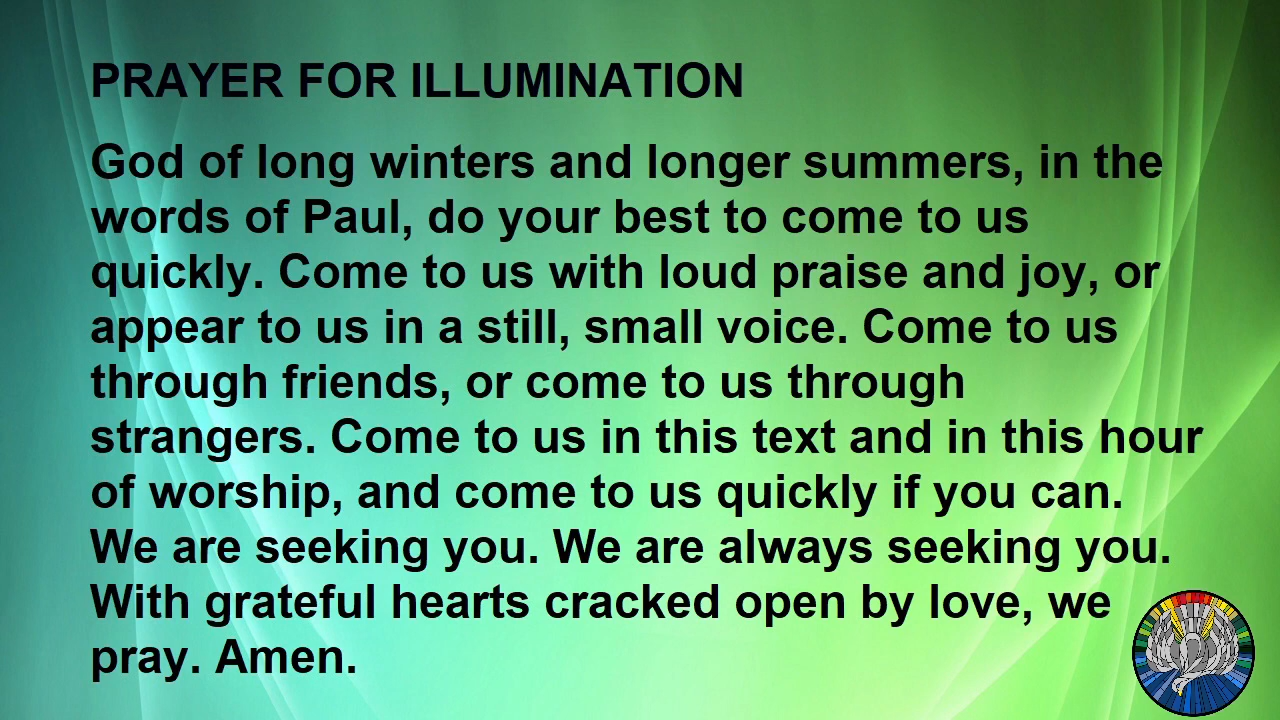 PRAYER FOR ILLUMINATION
God of long winters and longer summers, in the
words of Paul, do your best to come to us
quickly. Come to us with loud praise and joy, or
appear to us in a still, small voice. Come to us
through friends, or come to us through
strangers. Come to us in this text and in this hour
of worship, and come to us quickly if you can.
We are seeking you. We are always seeking you.
With grateful hearts cracked open by love, we
pray. Amen.